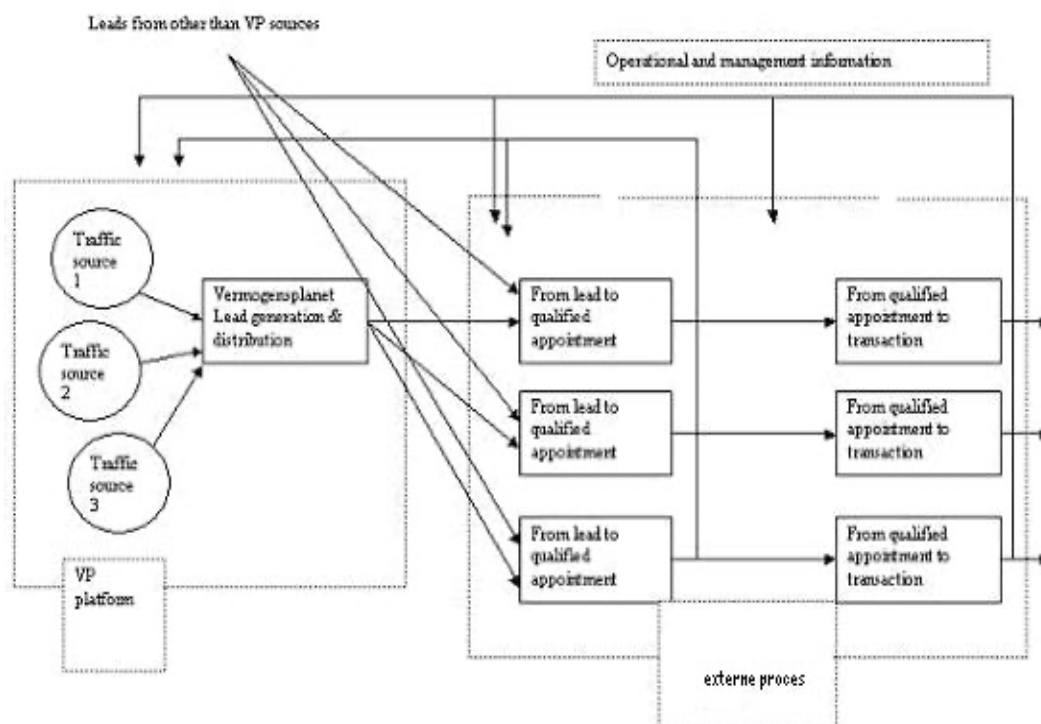 Leads from other than VP sources
Operational and management information
Traffic
source
1
Vermogensplanet
Lead generation &
distribution
Traffic
source
2
Traffic
source
3
VP
platform
From lead to
qualified
appointment
From qualified
appointment to
transaction
From lead to
qualified
appointment
From qualified
appointment to
transaction
From lead to
qualified
appointment
From qualified
appointment to
transaction
externe proces